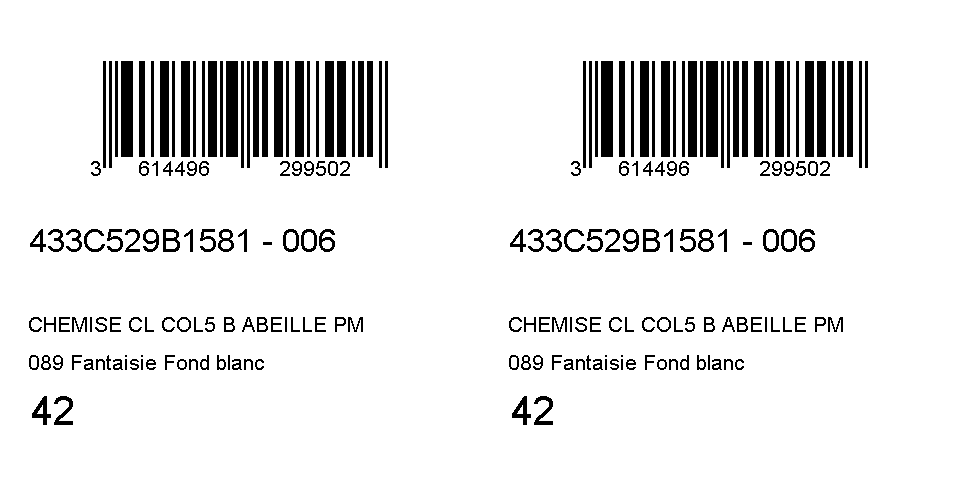 3 614496 299502
433C529B1581 - 006
CHEMISE CL COL5 B ABEILLE PM
089 Fantaisie Fond blanc
42
3 614496 299502
433C529B1581 - 006
CHEMISE CL COL5 B ABEILLE PM
089 Fantaisie Fond blanc
42